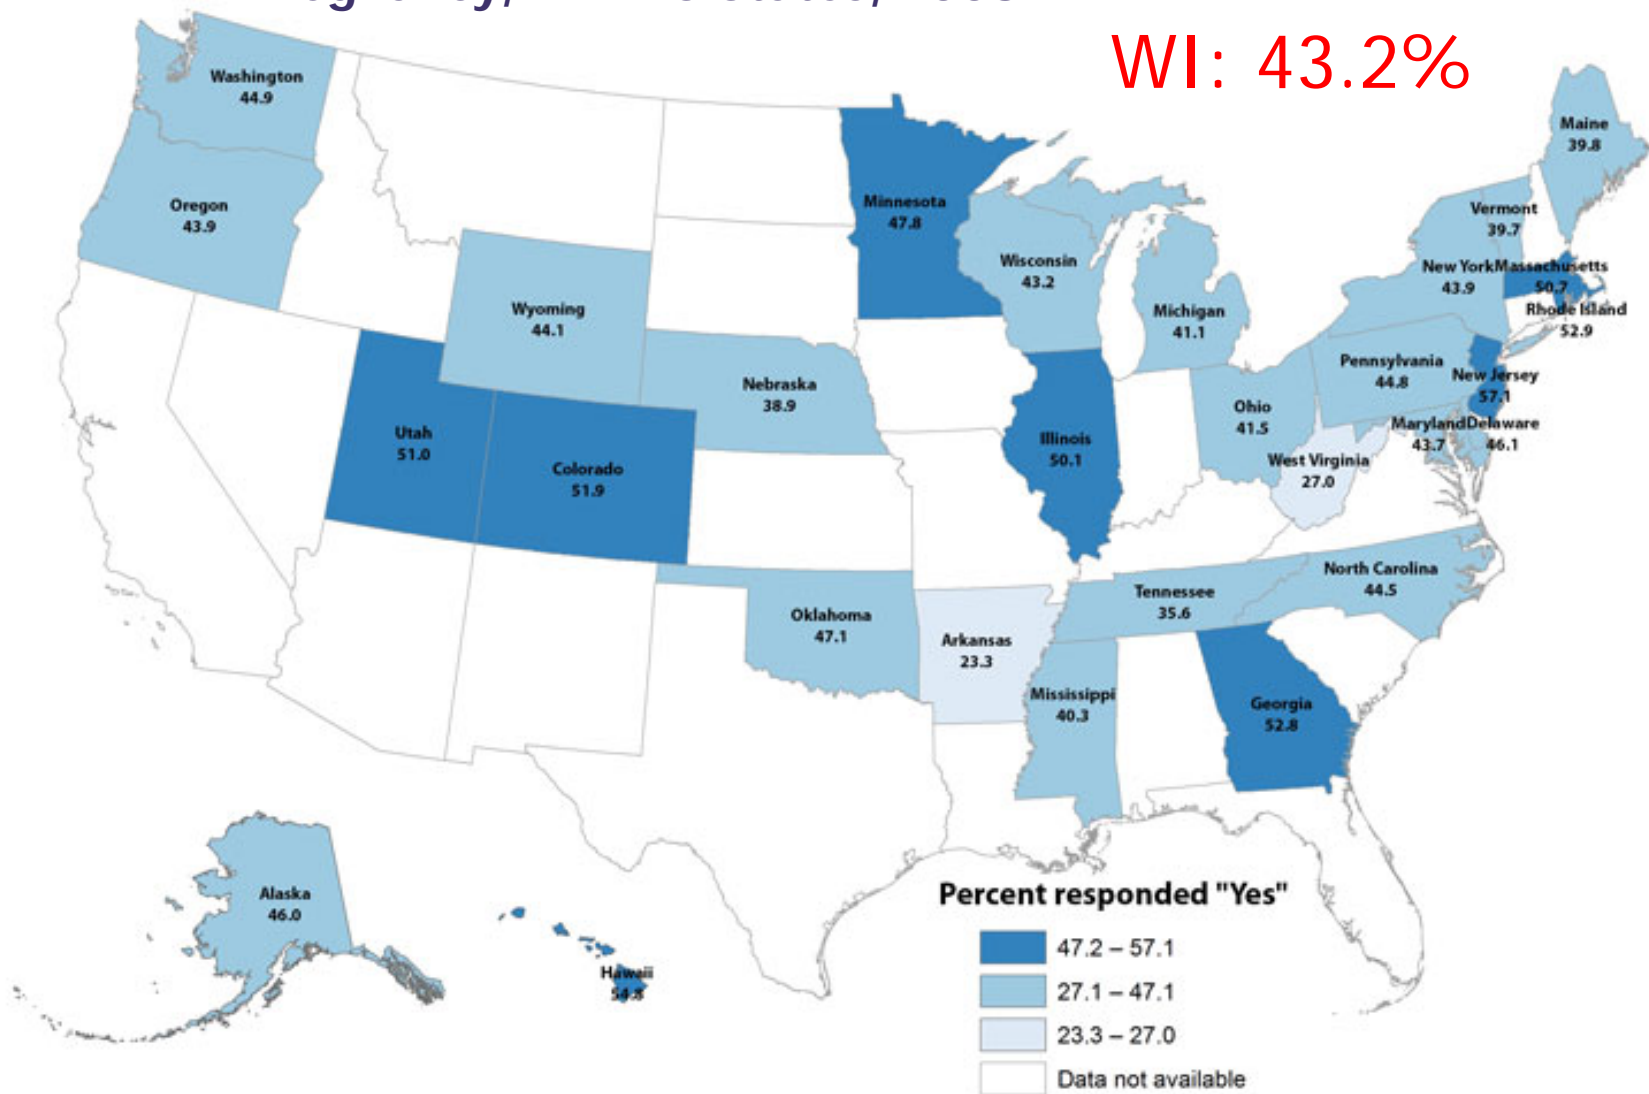 WI: 43.2%
Washington
44.9
Oregon
43.9
Wyoming
44.1
Nebraska
38.9
Utah
51.0
Colorado
51.9
Minnesota
47.8
Wisconsin
43.2
Michigan
41.1
Illinois
50.1
Ohio
41.5
Maine
39.8
Vermont
39.7
New York
43.9
Massachusetts
50.7
Rhode Island
52.9
Pennsylvania
44.8
New Jersey
57.1
Maryland
43.7
Delaware
46.1
West Virginia
27.0
North Carolina
44.5
Tennessee
35.6
Oklahoma
47.1
Arkansas
23.3
Mississippi
40.3
Georgia
52.8
Alaska
46.0
Hawaii
54.8
Percent responded "Yes"
47.2 – 57.1
27.1 – 47.1
23.3 – 27.0
Data not available